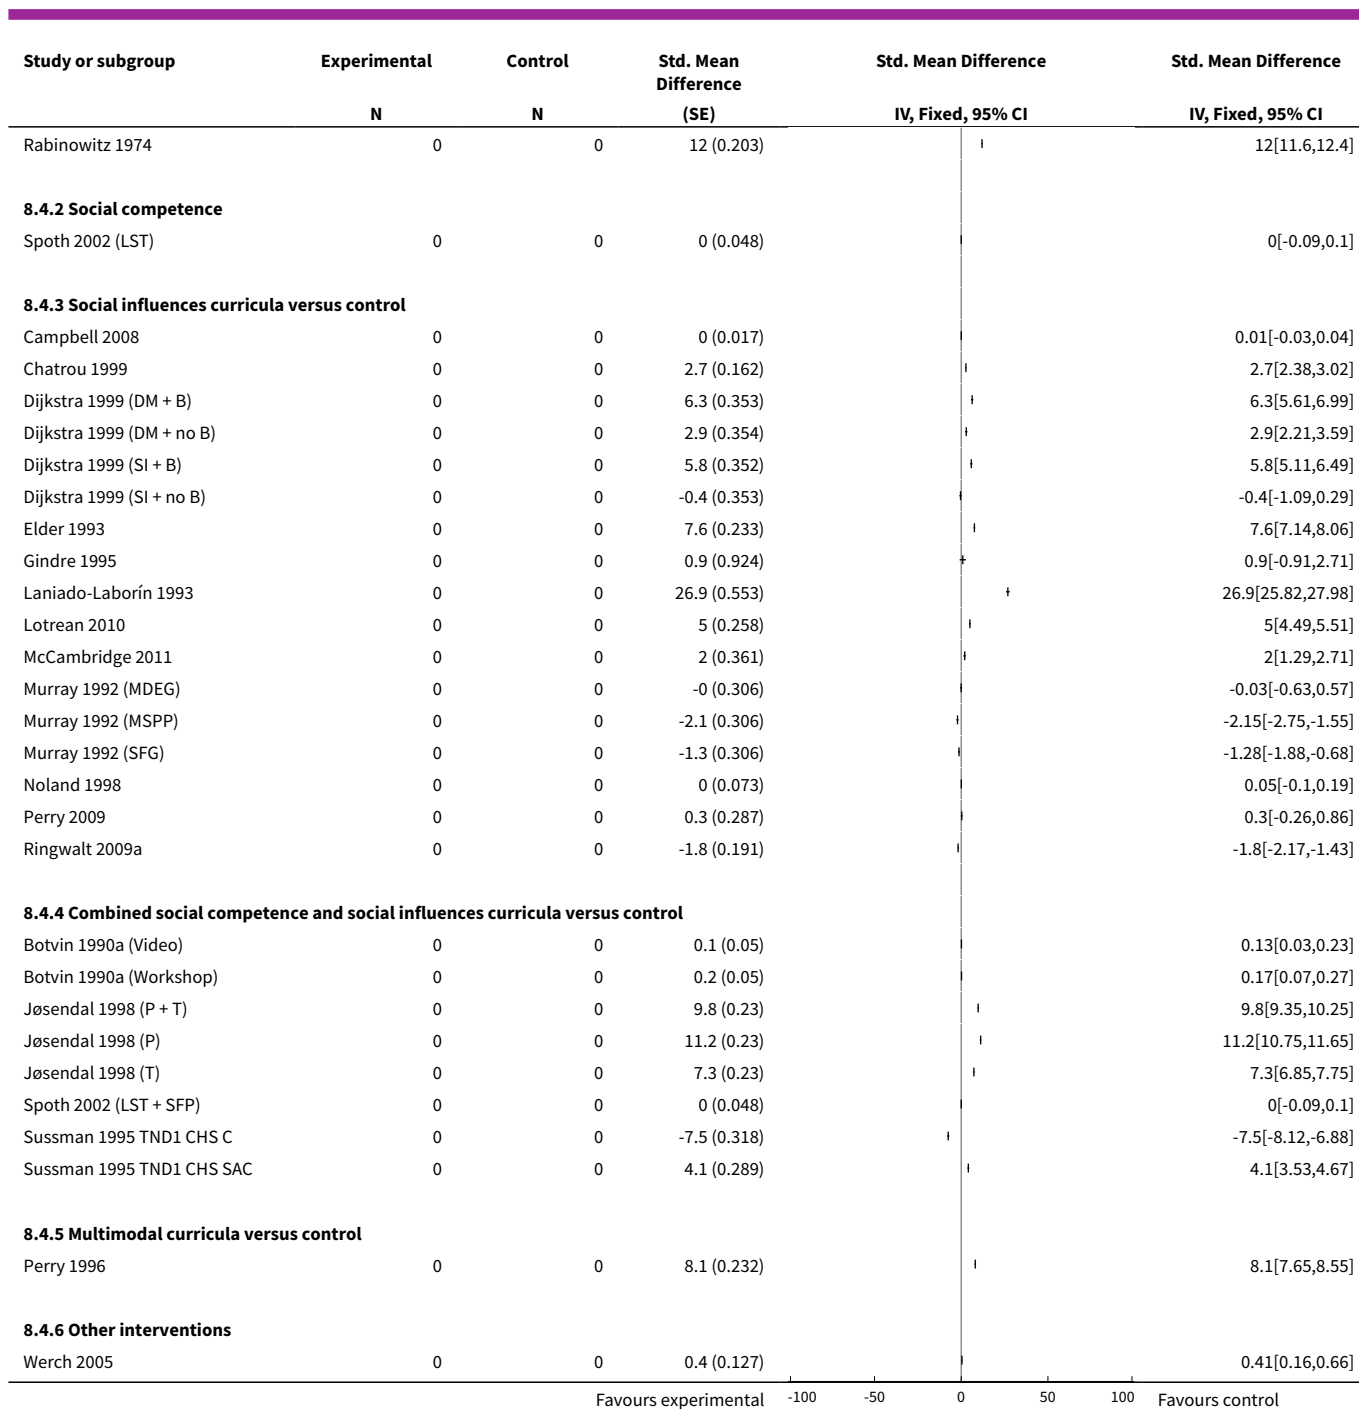 Study or subgroup Experimental Control Std. Mean Difference Std. Mean Difference Std. Mean Difference
N N (SE) IV, Fixed, 95% CI IV, Fixed, 95% CI
Rabinowitz 1974 0 0 12 (0.203) 12[11.6,12.4]
8.4.2 Social competence
Spoth 2002 (LST) 0 0 0 (0.048) 0[-0.09,0.1]
8.4.3 Social influences curricula versus control
Campbell 2008 0 0 0 (0.017) 0.01[-0.03,0.04]
Chatrou 1999 0 0 2.7 (0.162) 2.7[2.38,3.02]
Dijkstra 1999 (DM + B) 0 0 6.3 (0.353) 6.3[5.61,6.99]
Dijkstra 1999 (DM + no B) 0 0 2.9 (0.354) 2.9[2.21,3.59]
Dijkstra 1999 (SI + B) 0 0 5.8 (0.352) 5.8[5.11,6.49]
Dijkstra 1999 (SI + no B) 0 0 -0.4 (0.353) -0.4[-1.09,0.29]
Elder 1993 0 0 7.6 (0.233) 7.6[7.14,8.06]
Gindre 1995 0 0 0.9 (0.924) 0.9[-0.91,2.71]
Laniado-Laborín 1993 0 0 26.9 (0.553) 26.9[25.82,27.98]
Lotrean 2010 0 0 5 (0.258) 5[4.49,5.51]
McCambridge 2011 0 0 2 (0.361) 2[1.29,2.71]
Murray 1992 (MDEG) 0 0 -0 (0.306) -0.03[-0.63,0.57]
Murray 1992 (MSPP) 0 0 -2.1 (0.306) -2.15[-2.75,-1.55]
Murray 1992 (SFG) 0 0 -1.3 (0.306) -1.28[-1.88,-0.68]
Noland 1998 0 0 0 (0.073) 0.05[-0.1,0.19]
Perry 2009 0 0 0.3 (0.287) 0.3[-0.26,0.86]
Ringwalt 2009a 0 0 -1.8 (0.191) -1.8[-2.17,-1.43]
8.4.4 Combined social competence and social influences curricula versus control
Botvin 1990a (Video) 0 0 0.1 (0.05) 0.13[0.03,0.23]
Botvin 1990a (Workshop) 0 0 0.2 (0.05) 0.17[0.07,0.27]
Jøsendal 1998 (P + T) 0 0 9.8 (0.23) 9.8[9.35,10.25]
Jøsendal 1998 (P) 0 0 11.2 (0.23) 11.2[10.75,11.65]
Jøsendal 1998 (T) 0 0 7.3 (0.23) 7.3[6.85,7.75]
Spoth 2002 (LST + SFP) 0 0 0 (0.048) 0[-0.09,0.1]
Sussman 1995 TND1 CHS C 0 0 -7.5 (0.318) -7.5[-8.12,-6.88]
Sussman 1995 TND1 CHS SAC 0 0 4.1 (0.289) 4.1[3.53,4.67]
8.4.5 Multimodal curricula versus control
Perry 1996 0 0 8.1 (0.232) 8.1[7.65,8.55]
8.4.6 Other interventions
Werch 2005 0 0 0.4 (0.127) 0.41[0.16,0.66]
Favours experimental -100 -50 0 50 100 Favours control